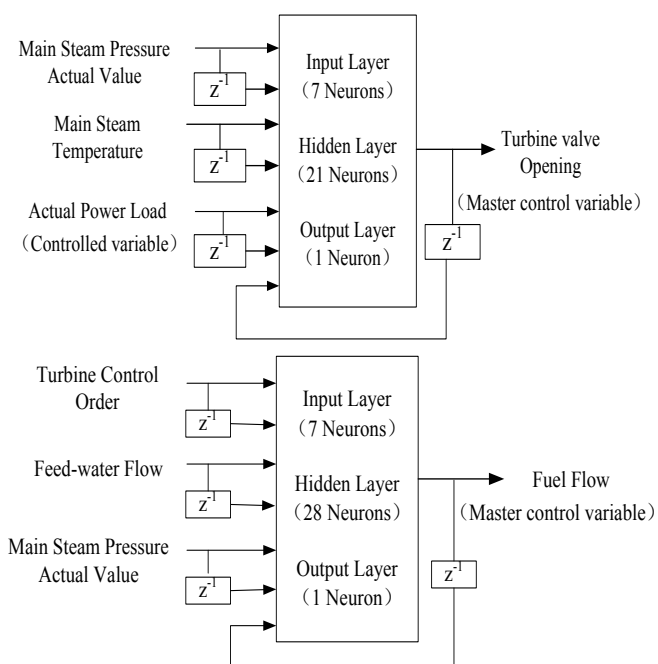 Main Steam Pressure
Actual Value
z-1
Main Steam
Temperature
z-1
Actual Power Load
(Controlled variable)
z-1
Input Layer
(7 Neurons)
Hidden Layer
(21 Neurons)
Output Layer
(1 Neuron)
Turbine valve
Opening
(Master control variable)
z-1
Turbine Control
Order
z-1
Feed-water Flow
z-1
Main Steam Pressure
Actual Value
z-1
Input Layer
(7 Neurons)
Hidden Layer
(28 Neurons)
Output Layer
(1 Neuron)
Fuel Flow
(Master control variable)
z-1